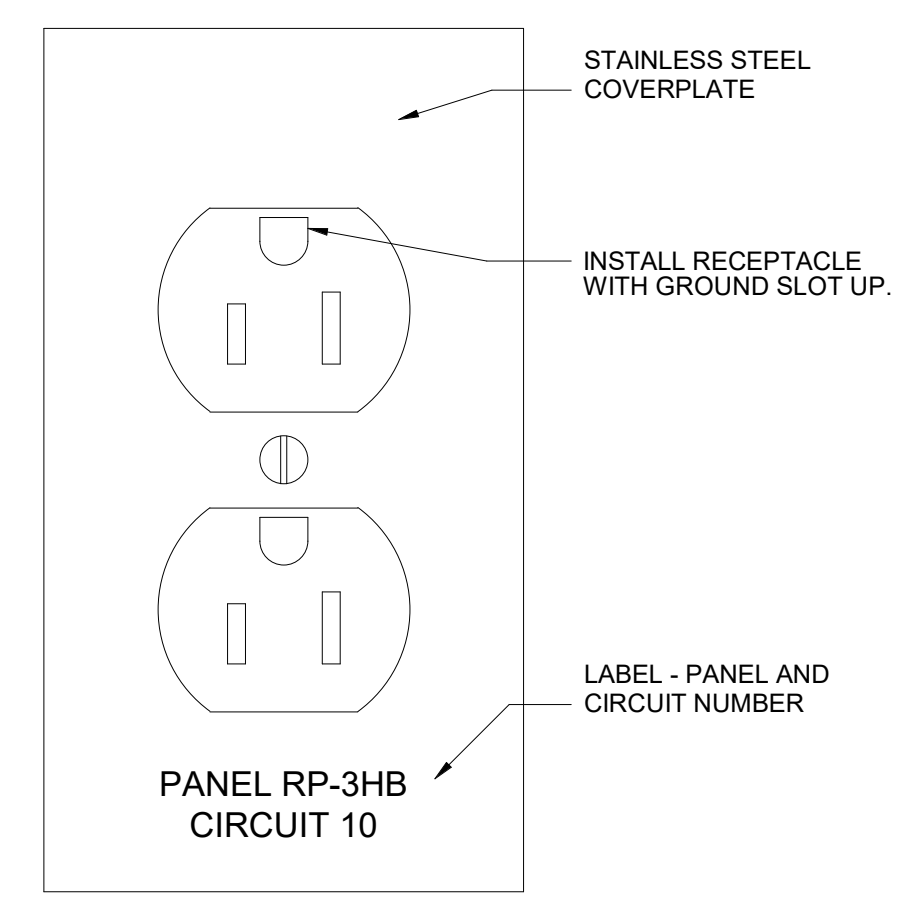 STAINLESS STEEL
COVERPLATE
INSTALL RECEPTACLE
WITH GROUND SLOT UP.
LABEL - PANEL AND
CIRCUIT NUMBER
PANEL RP-3HB
CIRCUIT 10